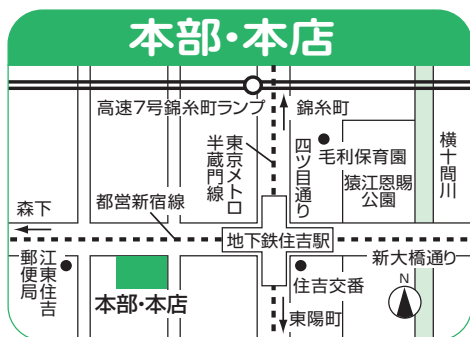 本部・本店
高速7号錦糸町ランプ
錦糸町
東京メトロ
半蔵門線
四ツ目通り
毛利保育園
猿江恩賜
公園
横十間川
森下
都営新宿線
地下鉄住吉駅
新大橋通り
江東住吉
郵便局
本部・本店
住吉交番
N
東陽町